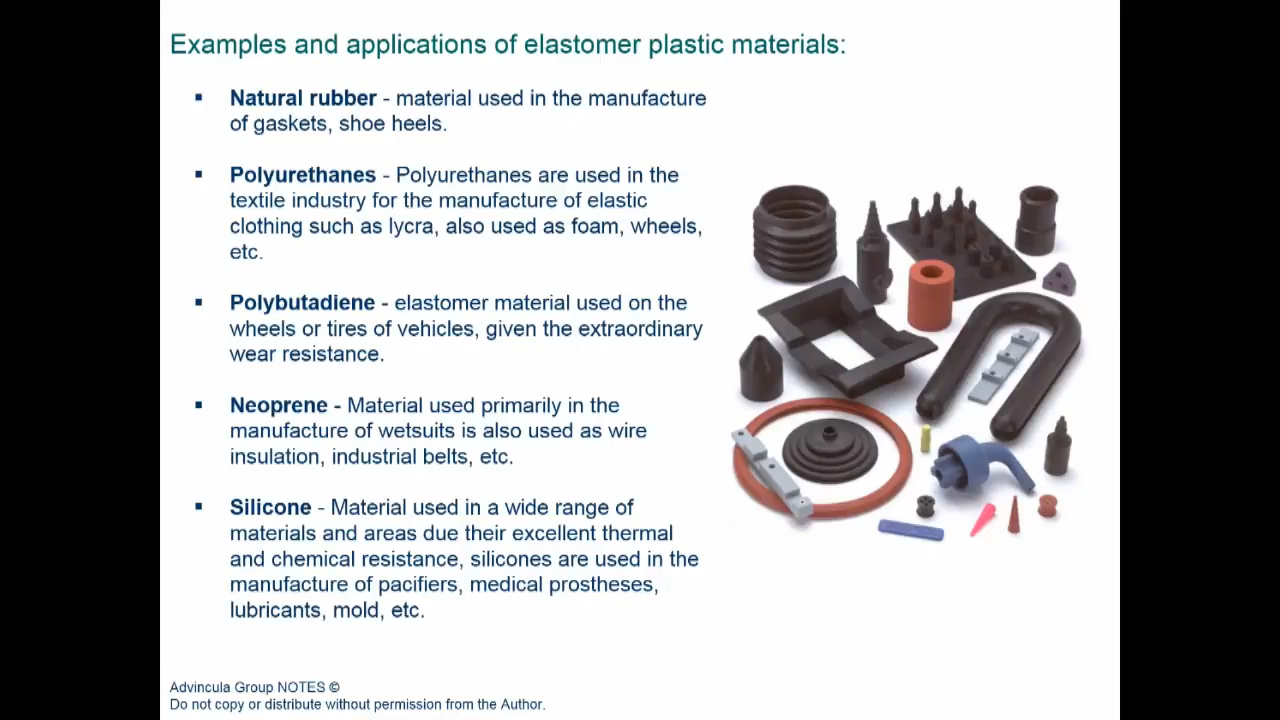 Examples and applications of elastomer plastic materials:
▪ Natural rubber - material used in the manufacture
of gaskets, shoe heels.
▪ Polyurethanes - Polyurethanes are used in the
textile industry for the manufacture of elastic
clothing such as lycra, also used as foam, wheels,
etc.
▪ Polybutadiene - elastomer material used on the
wheels or tires of vehicles, given the extraordinary
wear resistance.
▪ Neoprene - Material used primarily in the
manufacture of wetsuits is also used as wire
insulation, industrial belts, etc.
▪ Silicone - Material used in a wide range of
materials and areas due their excellent thermal
and chemical resistance, silicones are used in the
manufacture of pacifiers, medical prostheses,
lubricants, mold, etc.
Advincula Group NOTES ©
Do not copy or distribute without permission from the Author.